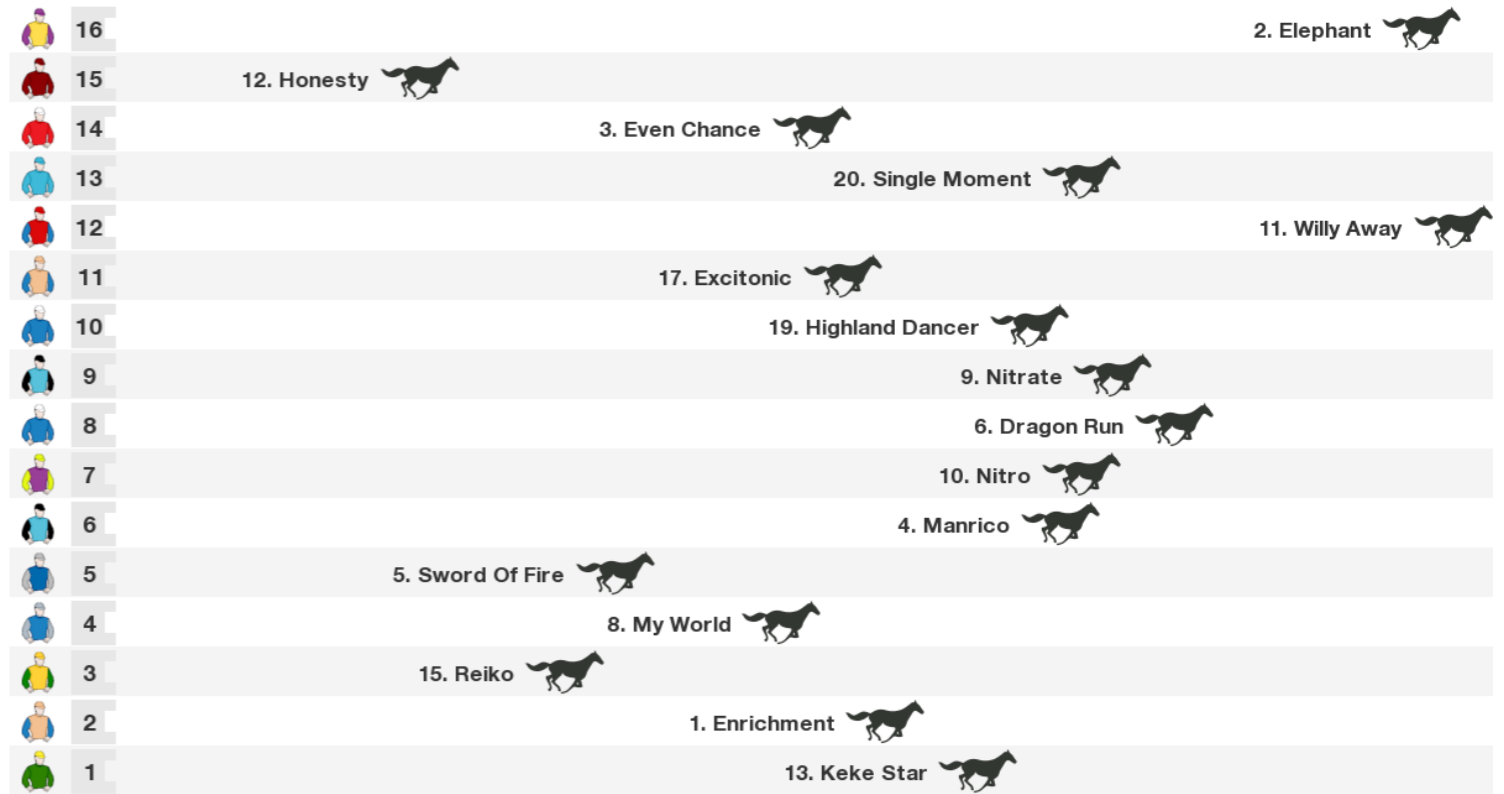 16 2. Elephant
15 12. Honesty
14 3. Even Chance
13 20. Single Moment
12 11. Willy Away
11 17. Excitonic
10 19. Highland Dancer
9 9. Nitrate
8 6. Dragon Run
7 10. Nitro
6 4. Manrico
5 5. Sword Of Fire
4 8. My World
3 15. Reiko
2 1. Enrichment
1 13. Keke Star